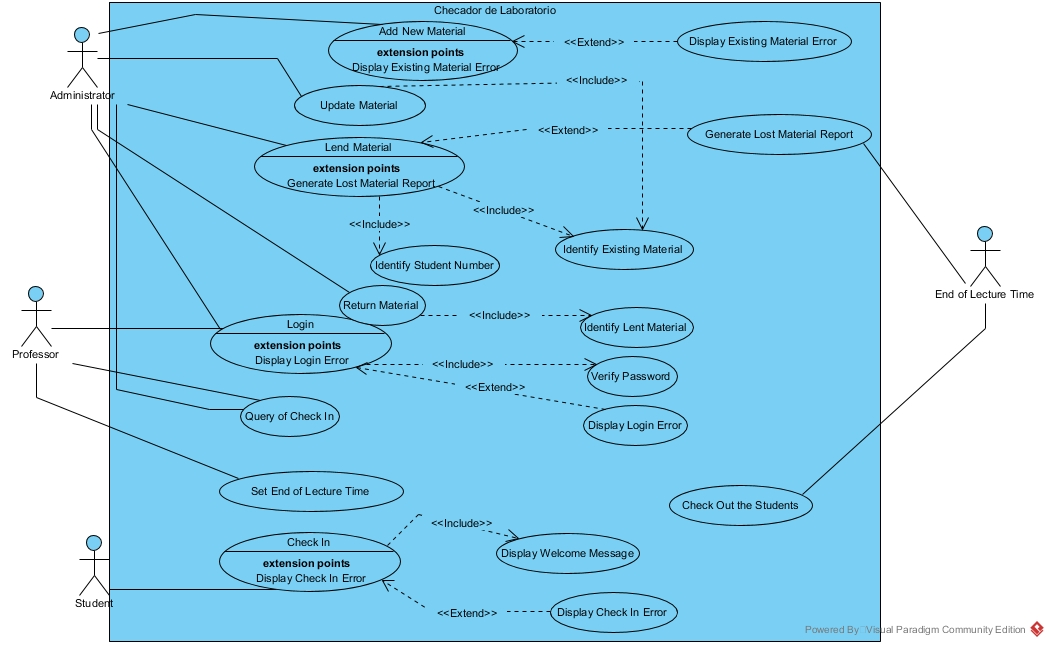 Checador de Laboratorio
Add New Material
extension points
Display Existing Material Error
<<Extend>>
Display Existing Material Error
Administrator
Update Material
<<Include>>
Lend Material
extension points
Generate Lost Material Report
<<Extend>>
Generate Lost Material Report
<<Include>>
<<Include>>
Identify Student Number
Identify Existing Material
End of Lecture Time
Return Material
<<Include>>
Identify Lent Material
Professor
Login
extension points
Display Login Error
<<Include>>
Verify Password
<<Extend>>
Display Login Error
Query of Check In
Set End of Lecture Time
Check Out the Students
Check In
extension points
Display Check In Error
<<Include>>
Display Welcome Message
Student
<<Extend>>
Display Check In Error
Powered By Visual Paradigm Community Edition